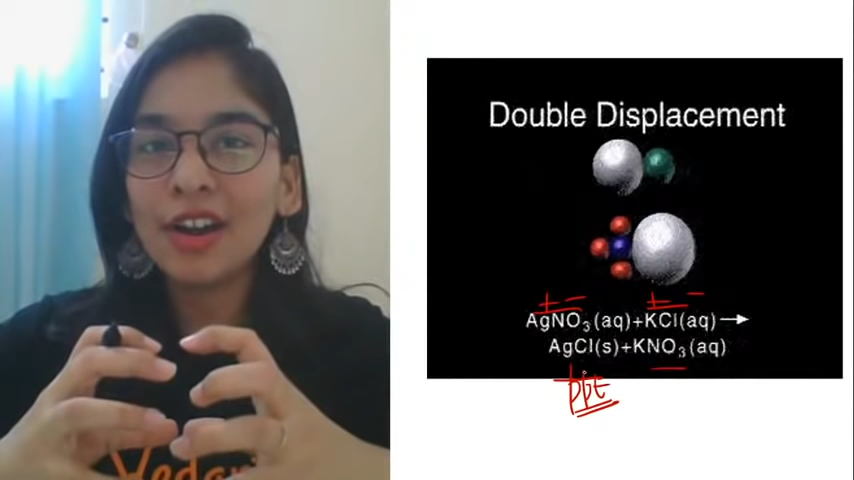 Double Displacement
+ - + -
AgNO₃(aq)+KCl(aq)→
AgCl(s)+KNO₃(aq)
ppt